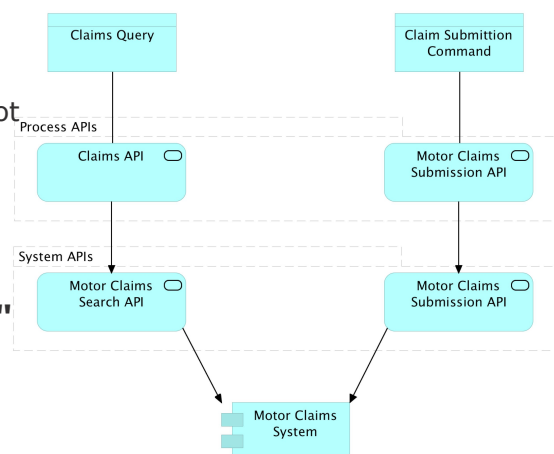 Claims Query
Claim Submittion
Command
ot
Process APIs
Claims API
Motor Claims
Submission API
System APIs
Motor Claims
Search API
Motor Claims
Submission API
"
Motor Claims
System